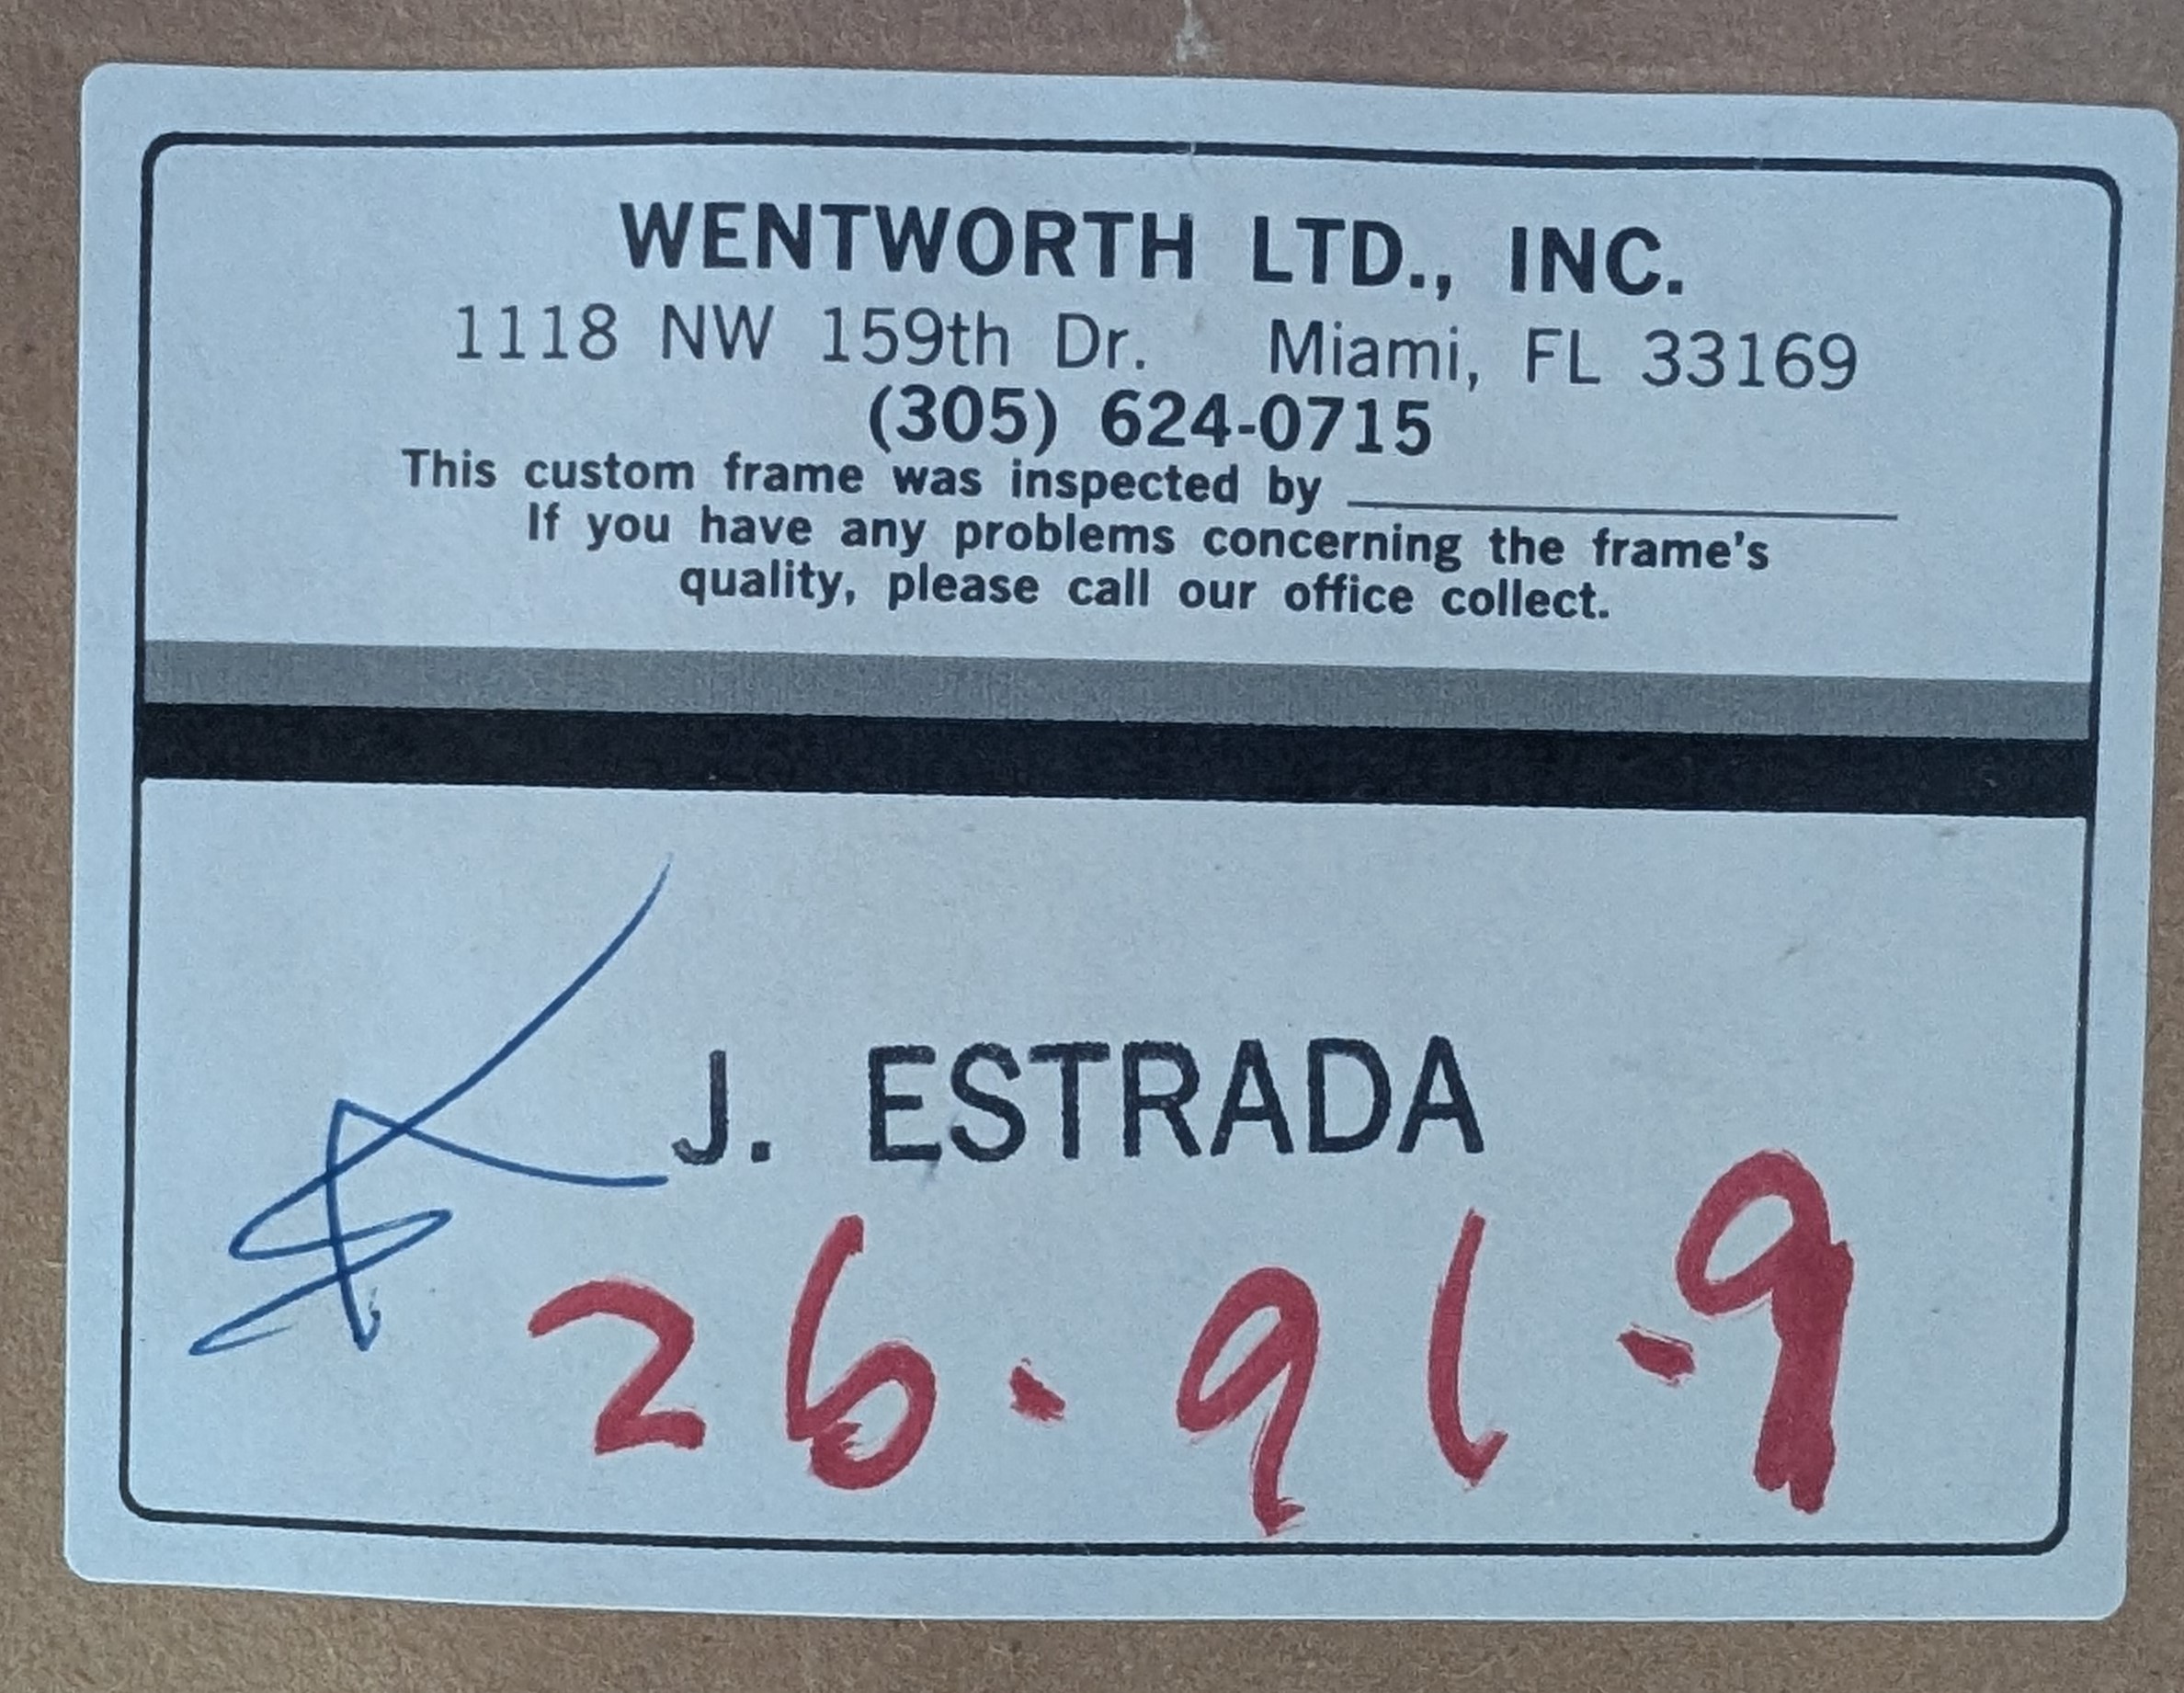 WENTWORTH LTD., INC.
1118 NW 159th Dr. Miami, FL 33169
(305) 624-0715
This custom frame was inspected by
If you have any problems concerning the frame's
quality, please call our office collect.
J. ESTRADA
26-91-9